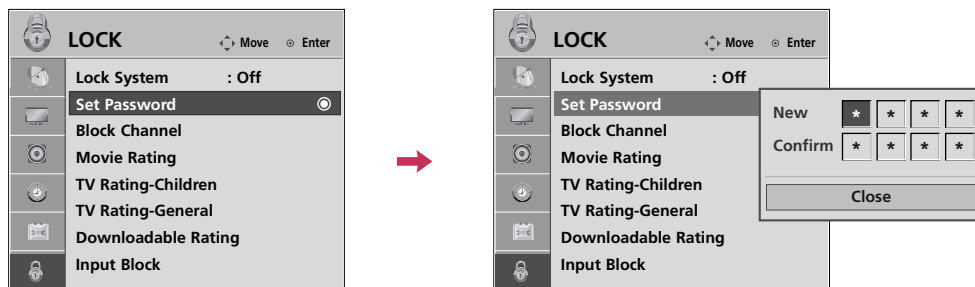 LOCK
Move Enter
Lock System : Off
Set Password
Block Channel
Movie Rating
TV Rating-Children
TV Rating-General
Downloadable Rating
Input Block
LOCK
Move Enter
Lock System : Off
Set Password
Block Channel
Movie Rating
TV Rating-Children
TV Rating-General
Downloadable Rating
Input Block
New * * * *
Confirm * * * *
Close